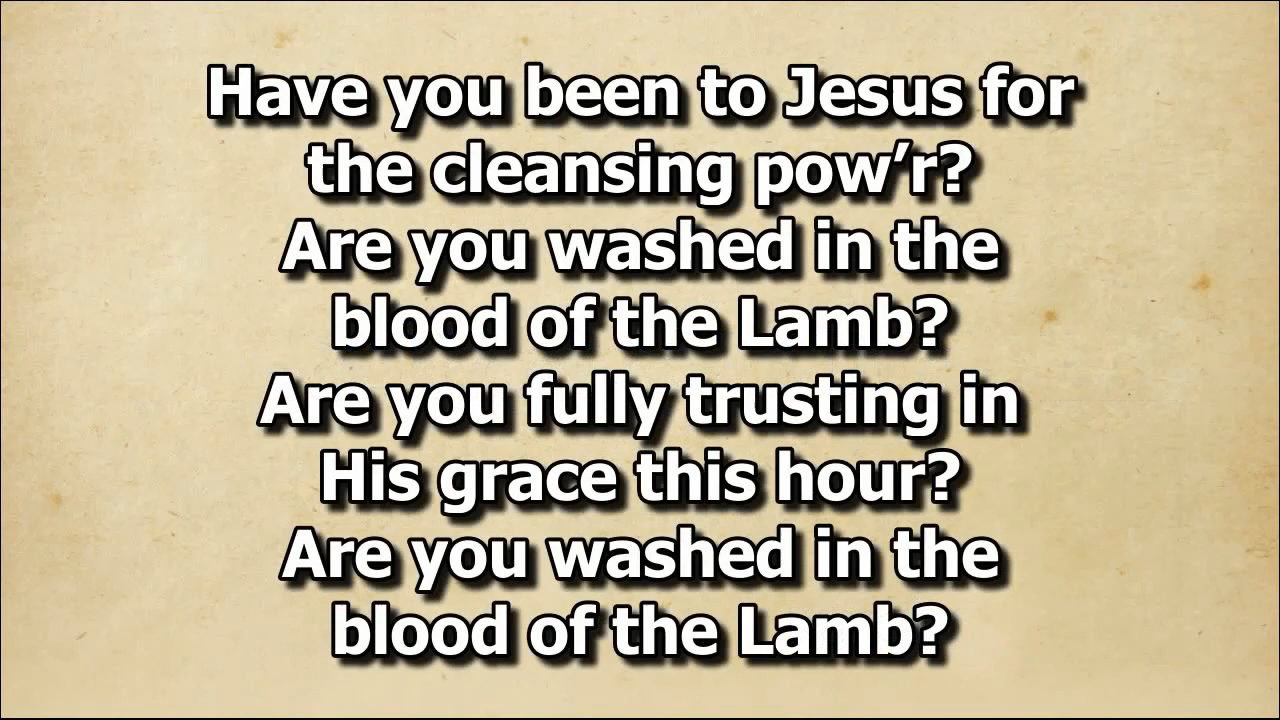 Have you been to Jesus for
the cleansing pow’r?
Are you washed in the
blood of the Lamb?
Are you fully trusting in
His grace this hour?
Are you washed in the
blood of the Lamb?